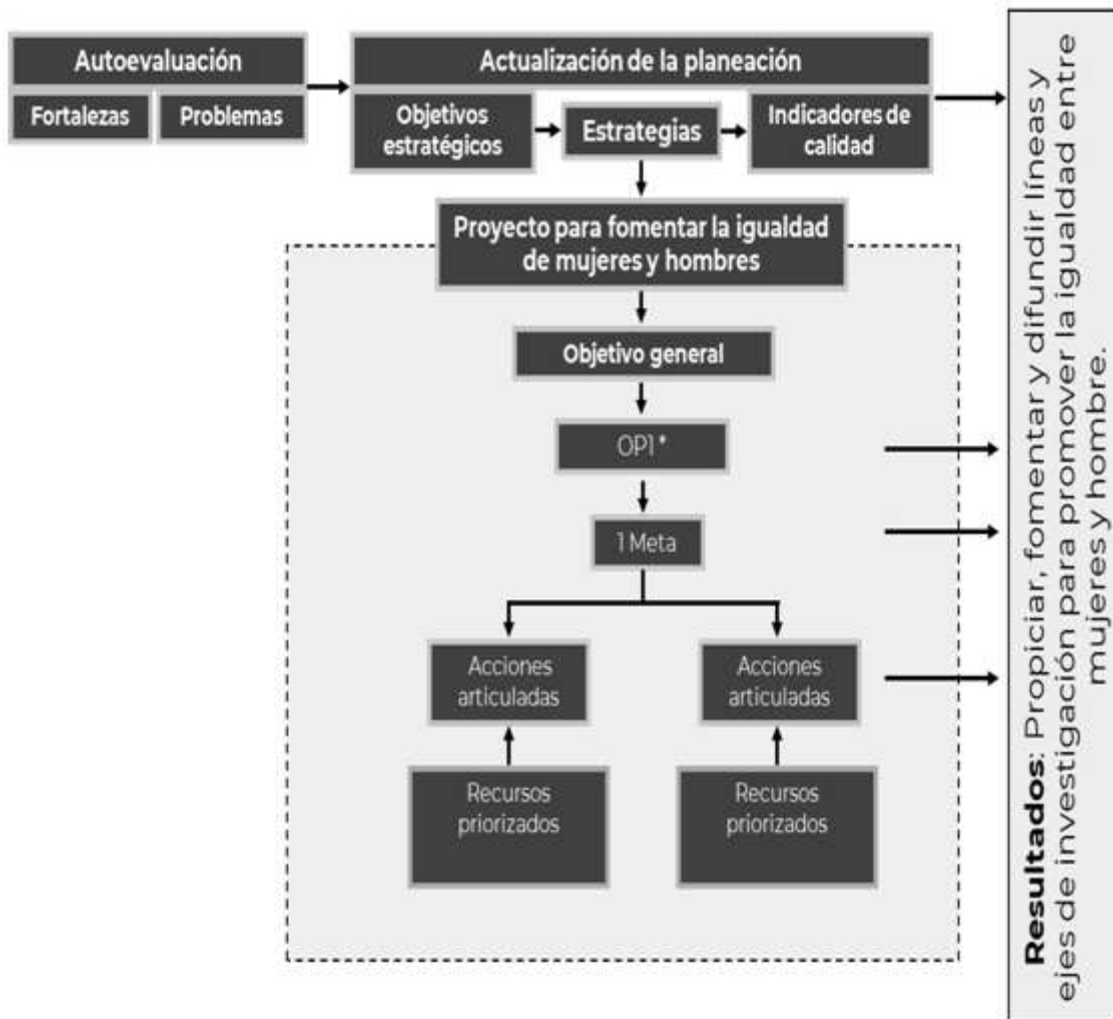 Autoevaluación
Fortalezas
Problemas
Actualización de la planeación
Objetivos
estratégicos
Estrategias
Indicadores de
calidad
Proyecto para fomentar la igualdad
de mujeres y hombres
Objetivo general
OP1 *
1 Meta
Acciones
articuladas
Acciones
articuladas
Recursos
priorizados
Recursos
priorizados
Resultados: Propiciar, fomentar y difundir líneas y
ejes de investigación para promover la igualdad entre
mujeres y hombre.